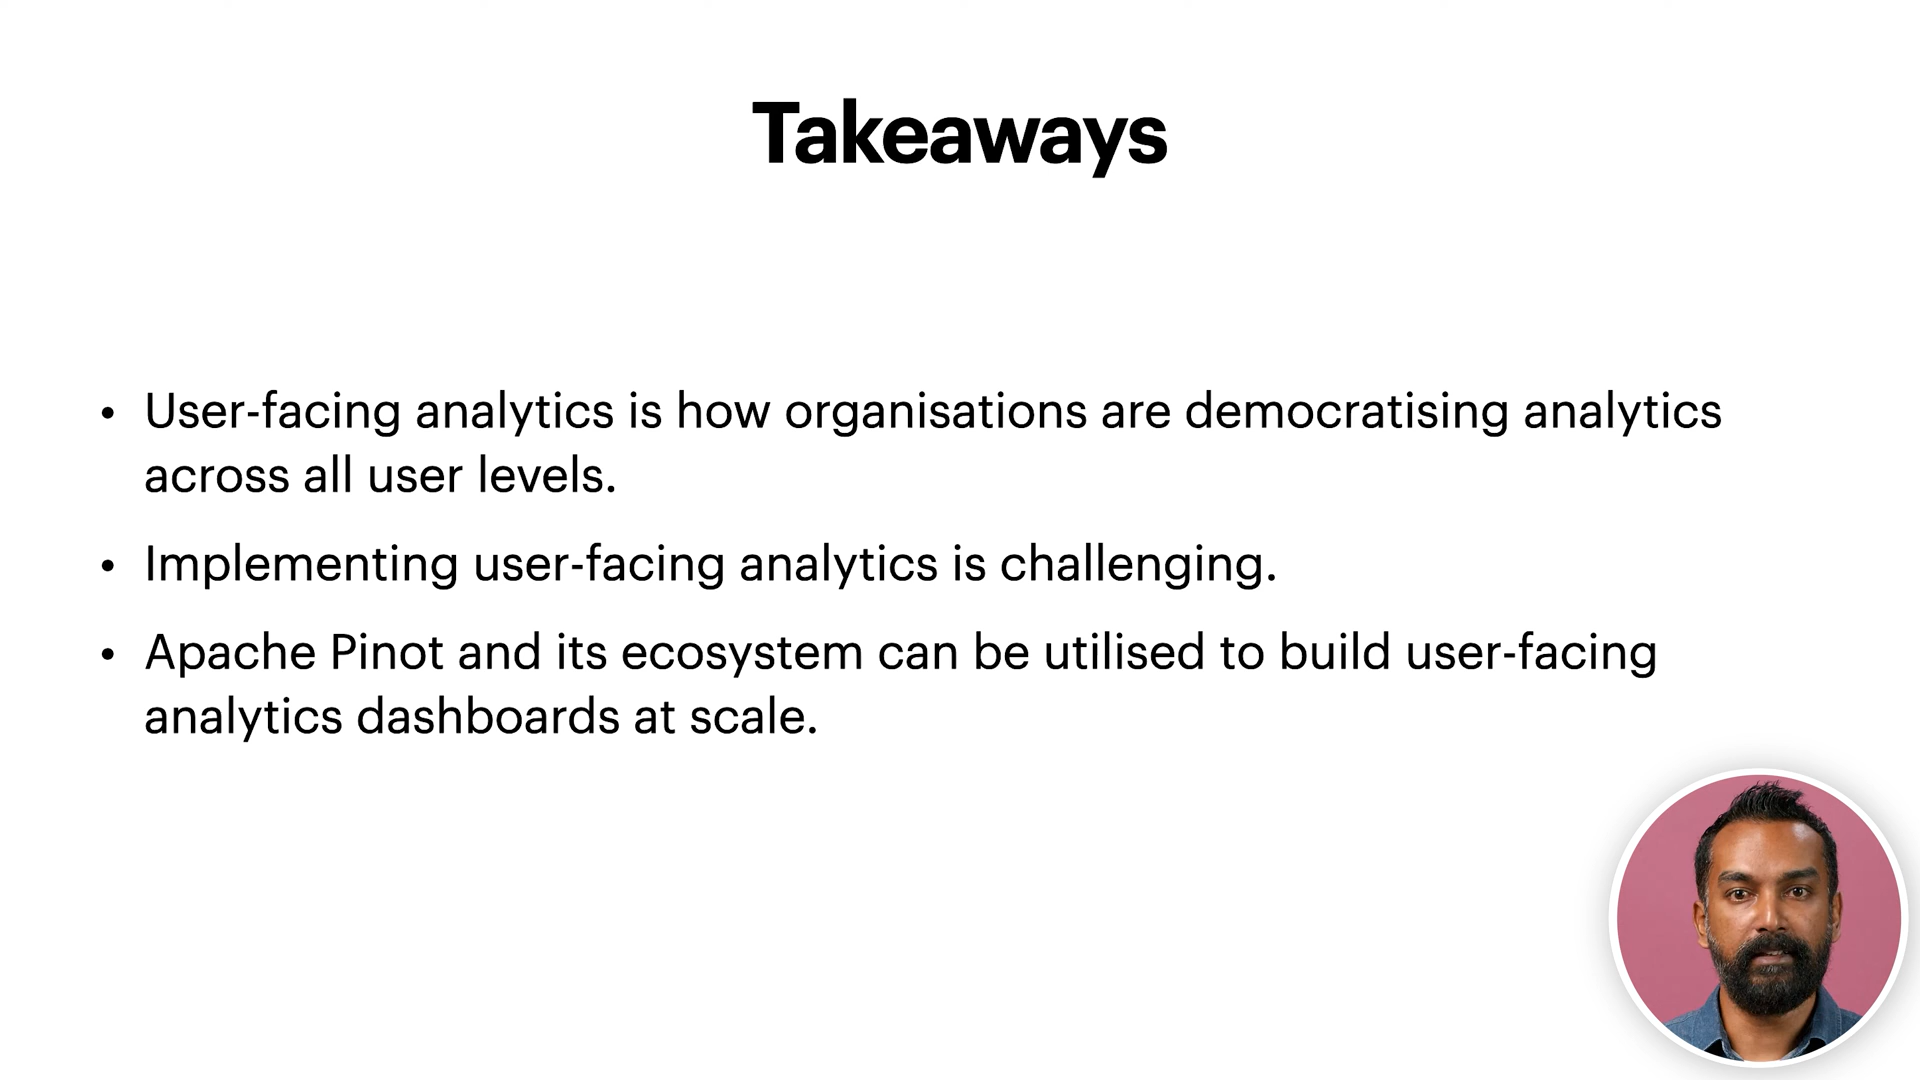 Takeaways
• User-facing analytics is how organisations are democratising analytics
across all user levels.
• Implementing user-facing analytics is challenging.
• Apache Pinot and its ecosystem can be utilised to build user-facing
analytics dashboards at scale.